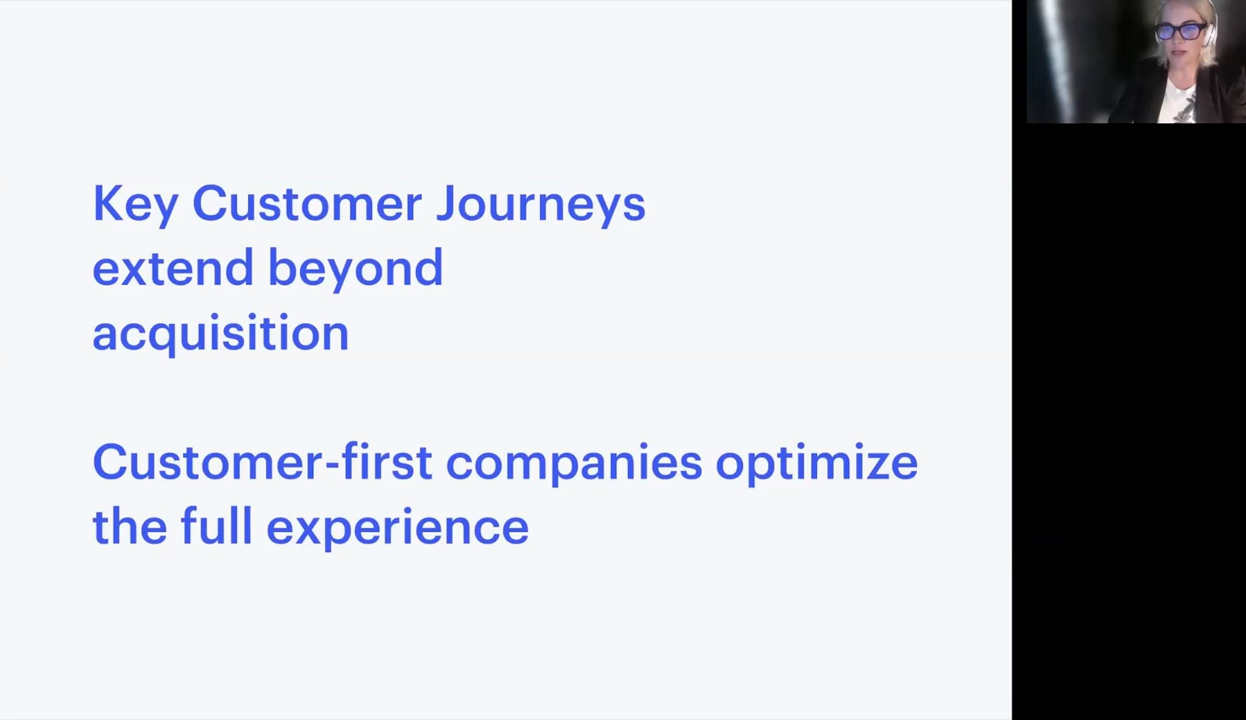 Key Customer Journeys
extend beyond
acquisition
Customer-first companies optimize
the full experience